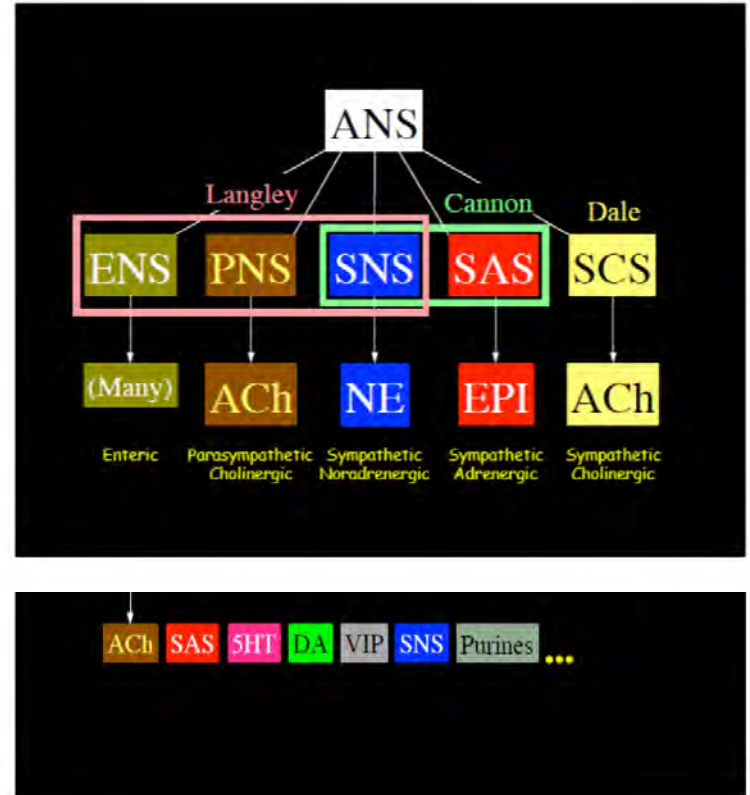 ANS
Langley
Cannon
Dale
ENS PNS SNS SAS SCS
(Many) ACh NE EPI ACh
Enteric Parasympathetic Sympathetic Sympathetic Sympathetic
Cholinergic Noradrenergic Adrenergic Cholinergic
ACh SAS 5HT DA VIP SNS Purines ...